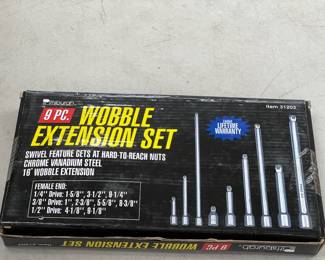 Pittsburgh
Item 31203
9 PC. WOBBLE
EXTENSION SET
LIFETIME
WARRANTY
SWIVEL FEATURE GETS AT HARD-TO-REACH NUTS
CHROME VANADIUM STEEL
18° WOBBLE EXTENSION
FEMALE END:
1/4" Drive: 1-5/8", 3-1/2", 9-1/4"
3/8" Drive: 1", 2-3/8", 5-5/8", 8-3/8"
1/2" Drive: 4-1/8", 8-1/8"
EXTENSION SET
9 PC.
Pittsburgh